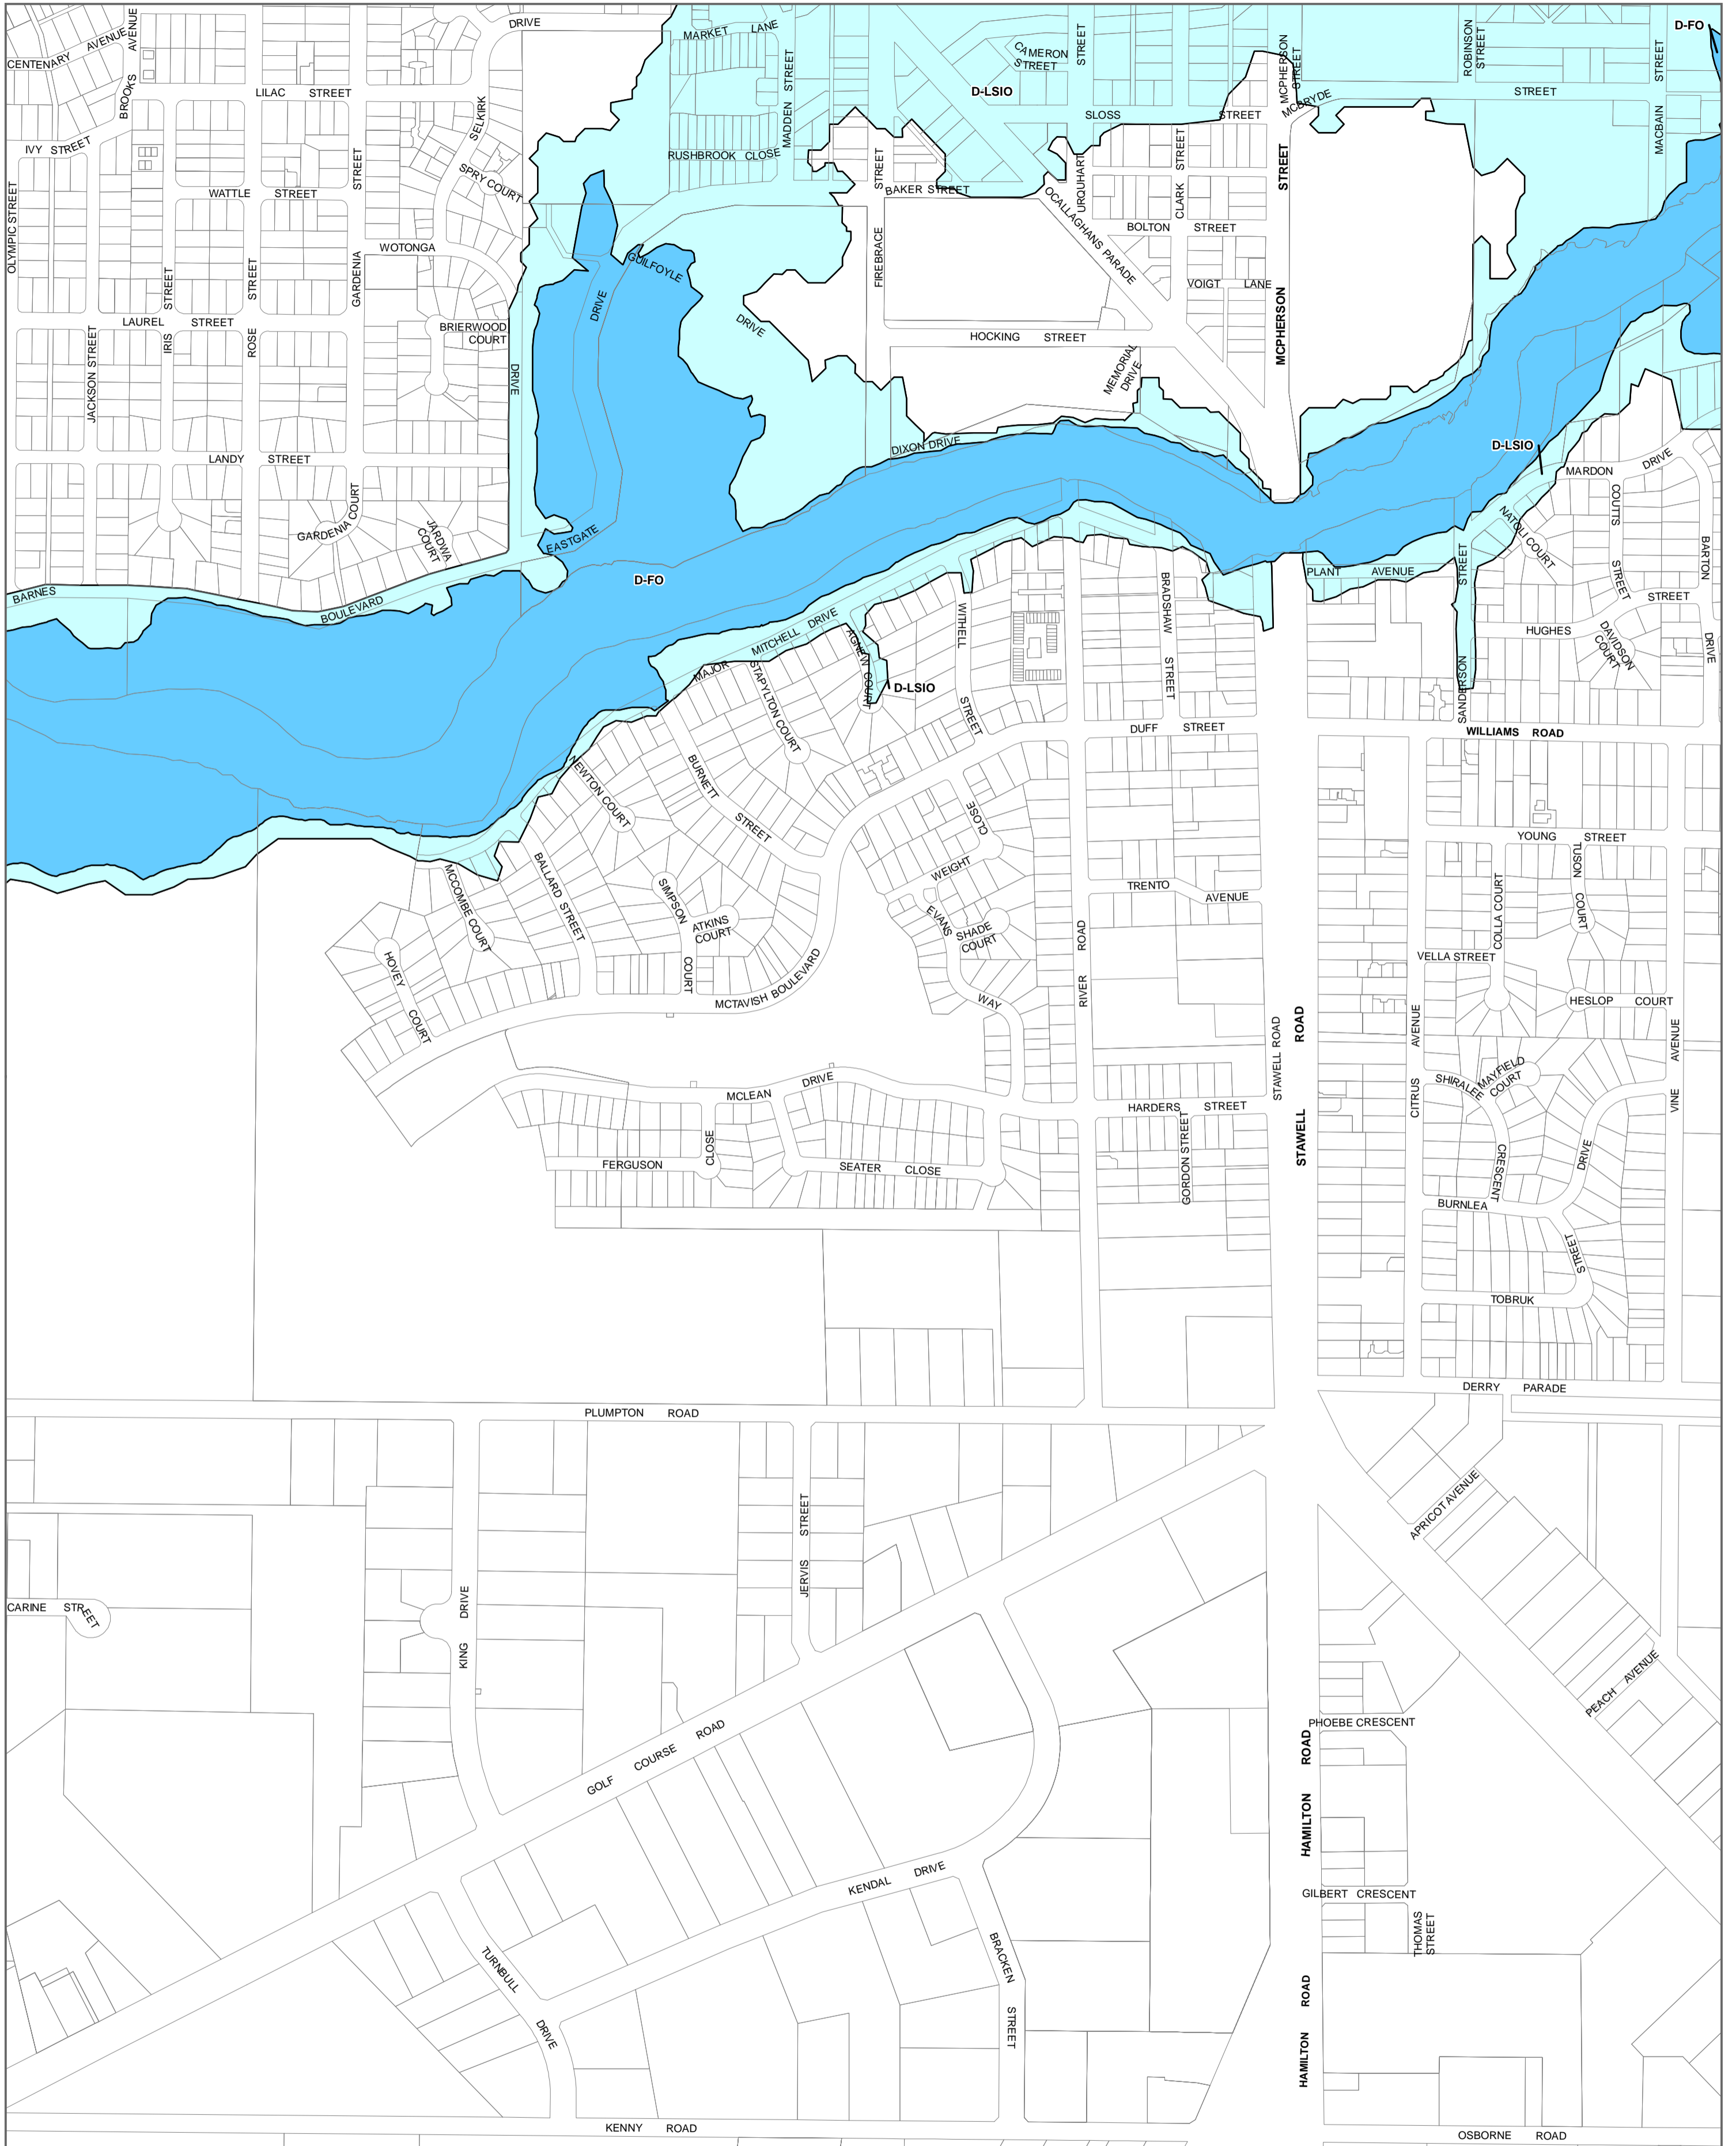 DRIVE
MARKET LANE
D-FO
CENTENARY AVENUE
BROOKS AVENUE
MADDEN STREET
CAMERON STREET
STREET
MCPHERSON STREET
ROBINSON STREET
STREET
LILAC STREET
D-LSIO
MCBRYDE STREET
SELKIRK
SLOSS STREET
IVY STREET
RUSHBROOK CLOSE
MACBAIN
STREET
STREET
URQUHART
STREET
STREET
SPRY COURT
WATTLE STREET
BAKER STREET
OCALLAGHANS PARADE
CLARK
OLYMPIC STREET
BOLTON STREET
WOTONGA
GUILFOYLE
FIREBRACE
GARDENIA
STREET
STREET
VOIGT LANE
DRIVE
DRIVE
MCPHERSON
LAUREL STREET
BRIERWOOD COURT
IRIS
ROSE
HOCKING STREET
JACKSON STREET
DRIVE
MEMORIAL DRIVE
DIXON DRIVE
D-LSIO
LANDY STREET
MARDON DRIVE
GARDENIA COURT
JARDWA COURT
COUTTS
NATOLI COURT
EASTGATE
BARTON
STREET
PLANT AVENUE
D-FO
BARNES
BOULEVARD
STREET
STREET
WITHELL
BRADSHAW
MITCHELL DRIVE
MAJOR
AGNEW COURT
HUGHES
DAVIDSON COURT
DRIVE
STAPYLTON COURT
D-LSIO
STREET
STREET
SANDERSON
DUFF STREET
WILLIAMS ROAD
NEWTON COURT
BURNETT
STREET
CLOSE
YOUNG STREET
TUSON COURT
WEIGHT
BALLARD STREET
MCCOMBE COURT
SIMPSON
TRENTO AVENUE
COLLA COURT
ATKINS COURT
EVANS
SHADE COURT
ROAD
VELLA STREET
HOVEY
COURT
COURT
MCTAVISH BOULEVARD
WAY
RIVER
HESLOP COURT
STAWELL ROAD
ROAD
AVENUE
AVENUE
MAYFIELD COURT
SHIRALEE
DRIVE
MCLEAN
CITRUS
VINE
HARDERS STREET
STAWELL
CLOSE
GORDON STREET
CRESCENT
DRIVE
FERGUSON
SEATER CLOSE
BURNLEA
STREET
TOBRUK
DERRY PARADE
PLUMPTON ROAD
APRICOT AVENUE
JERVIS STREET
CARINE STREET
KING DRIVE
PEACH AVENUE
PHOEBE CRESCENT
GOLF COURSE ROAD
HAMILTON ROAD
KENDAL DRIVE
GILBERT CRESCENT
THOMAS STREET
TURNBULL
DRIVE
BRACKEN
STREET
HAMILTON ROAD
KENNY ROAD
OSBORNE ROAD